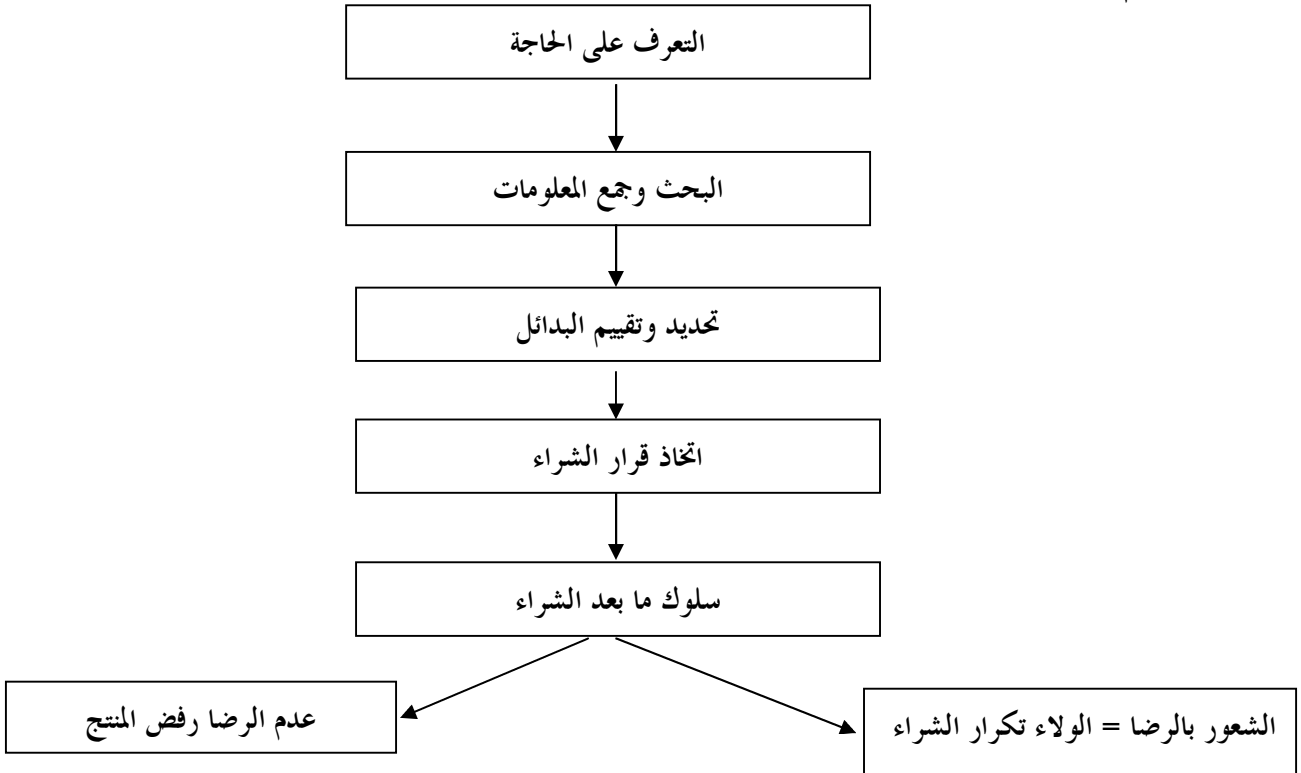 التعرف على الحاجة
البحث وجمع المعلومات
تحديد وتقييم البدائل
اتخاذ قرار الشراء
سلوك ما بعد الشراء
الشعور بالرضا = الولاء تكرار الشراء
عدم الرضا رفض المنتج